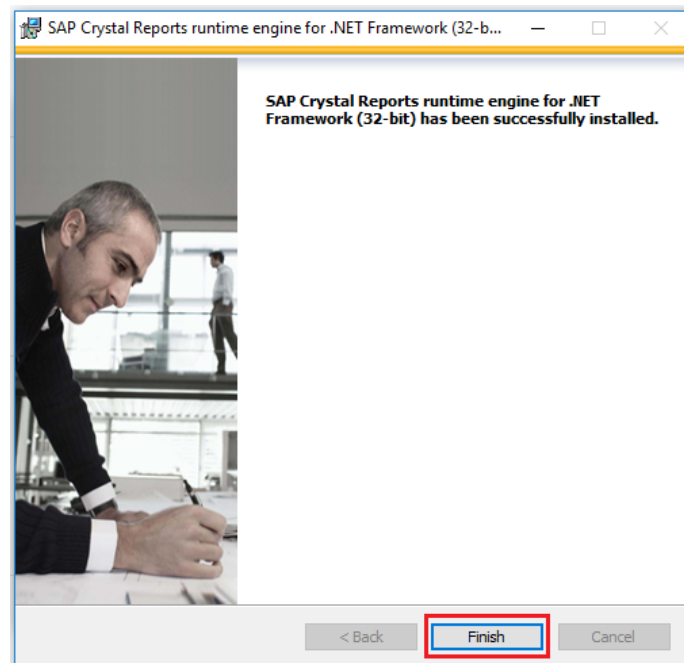 SAP Crystal Reports runtime engine for .NET Framework (32-b...
SAP Crystal Reports runtime engine for .NET
Framework (32-bit) has been successfully installed.
< Back
Finish
Cancel